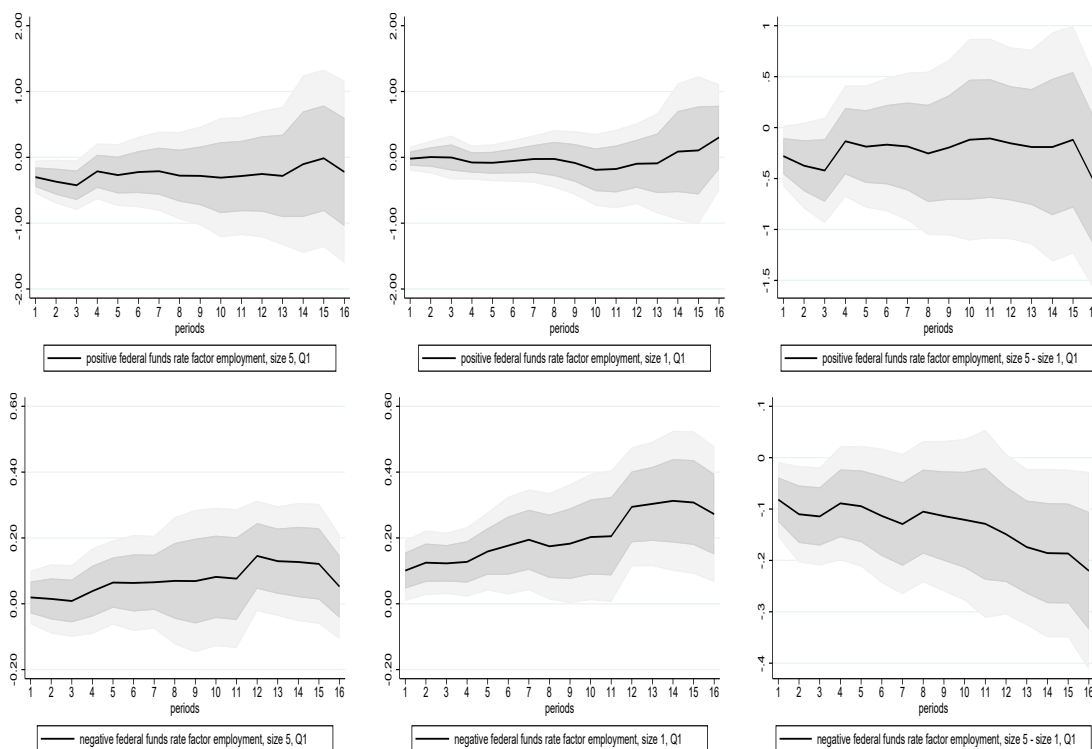 2.00
1.00
0.00
-1.00
-2.00
1 2 3 4 5 6 7 8 9 10 11 12 13 14 15 16
periods
positive federal funds rate factor employment, size 5, Q1
2.00
1.00
0.00
-1.00
-2.00
1 2 3 4 5 6 7 8 9 10 11 12 13 14 15 16
periods
positive federal funds rate factor employment, size 1, Q1
1
.5
0
-.5
-1
-1.5
1 2 3 4 5 6 7 8 9 10 11 12 13 14 15 16
periods
positive federal funds rate factor employment, size 5 - size 1, Q1
0.60
0.40
0.20
0.00
-0.20
1 2 3 4 5 6 7 8 9 10 11 12 13 14 15 16
periods
negative federal funds rate factor employment, size 5, Q1
0.60
0.40
0.20
0.00
-0.20
1 2 3 4 5 6 7 8 9 10 11 12 13 14 15 16
periods
negative federal funds rate factor employment, size 1, Q1
.1
0
-.1
-.2
-.3
-.4
1 2 3 4 5 6 7 8 9 10 11 12 13 14 15 16
periods
negative federal funds rate factor employment, size 5 - size 1, Q1